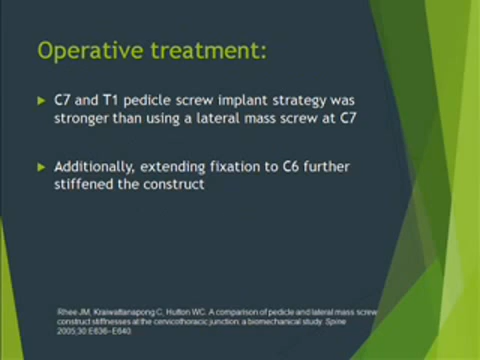 Operative treatment:
C7 and T1 pedicle screw implant strategy was
stronger than using a lateral mass screw at C7
Additionally, extending fixation to C6 further
stiffened the construct
Rhee JM, Kraiwattanapong C, Hutton WC. A comparison of pedicle and lateral mass screw
construct stiffnesses at the cervicothoracic junction: a biomechanical study. Spine
2005;30:E636–E640.